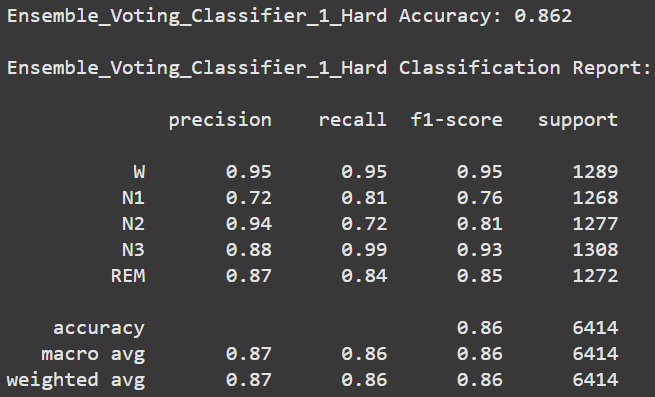 Ensemble_Voting_Classifier_1_Hard Accuracy: 0.862
Ensemble_Voting_Classifier_1_Hard Classification Report:
precision recall f1-score support
W 0.95 0.95 0.95 1289
N1 0.72 0.81 0.76 1268
N2 0.94 0.72 0.81 1277
N3 0.88 0.99 0.93 1308
REM 0.87 0.84 0.85 1272
accuracy 0.86 6414
macro avg 0.87 0.86 0.86 6414
weighted avg 0.87 0.86 0.86 6414